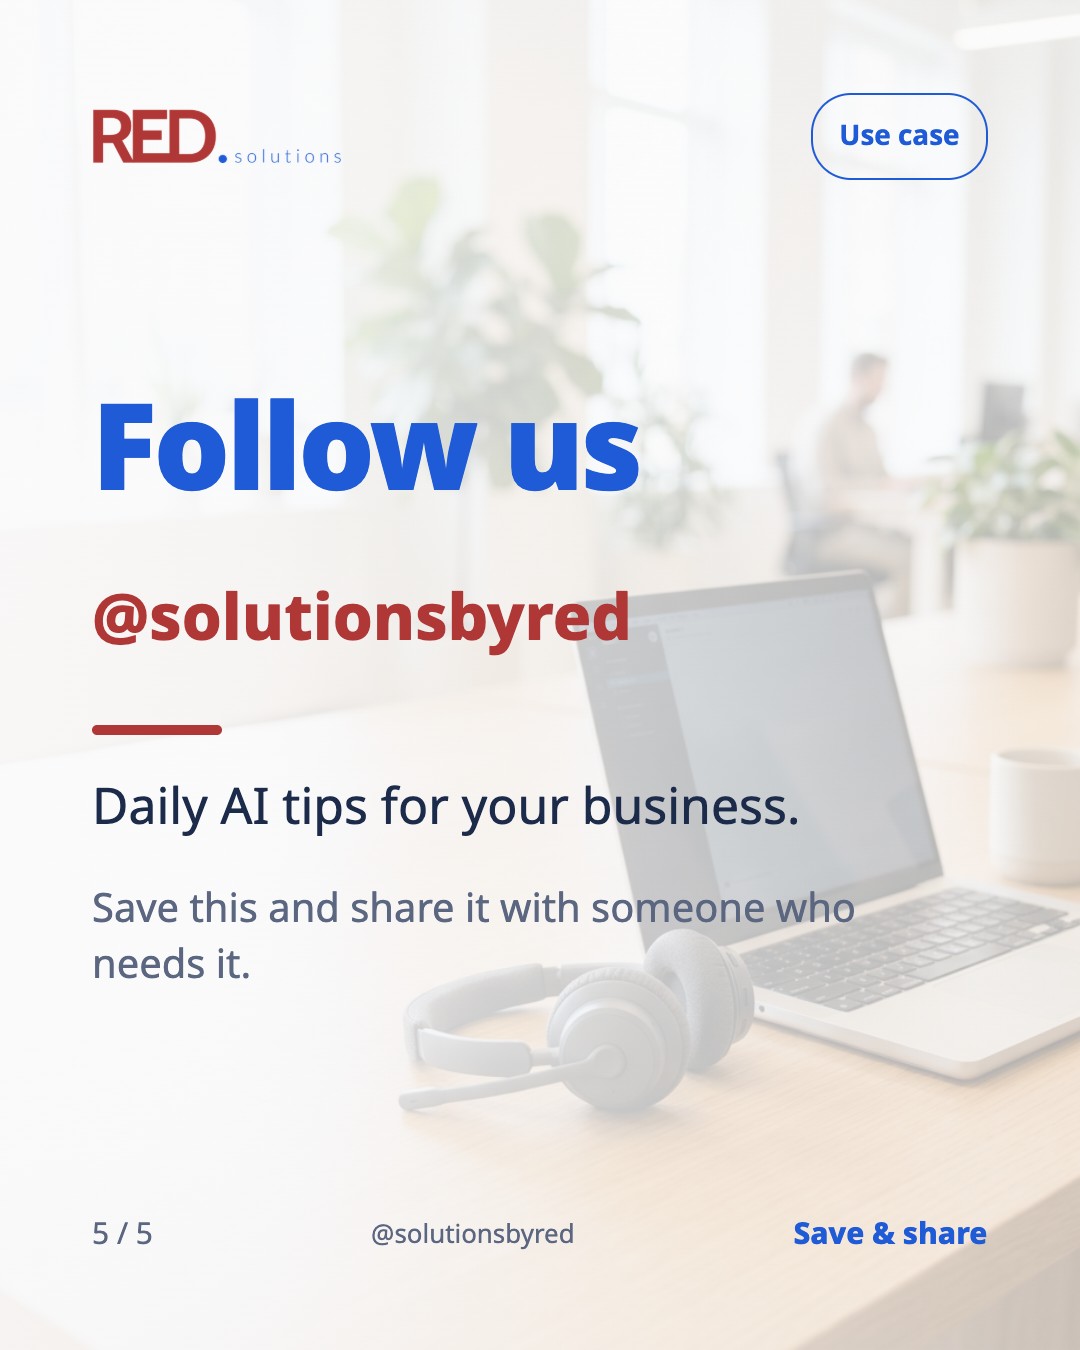 RED.solutions
Use case
Follow us
@solutionsbyred
Daily AI tips for your business.
Save this and share it with someone who
needs it.
5 / 5
@solutionsbyred
Save & share